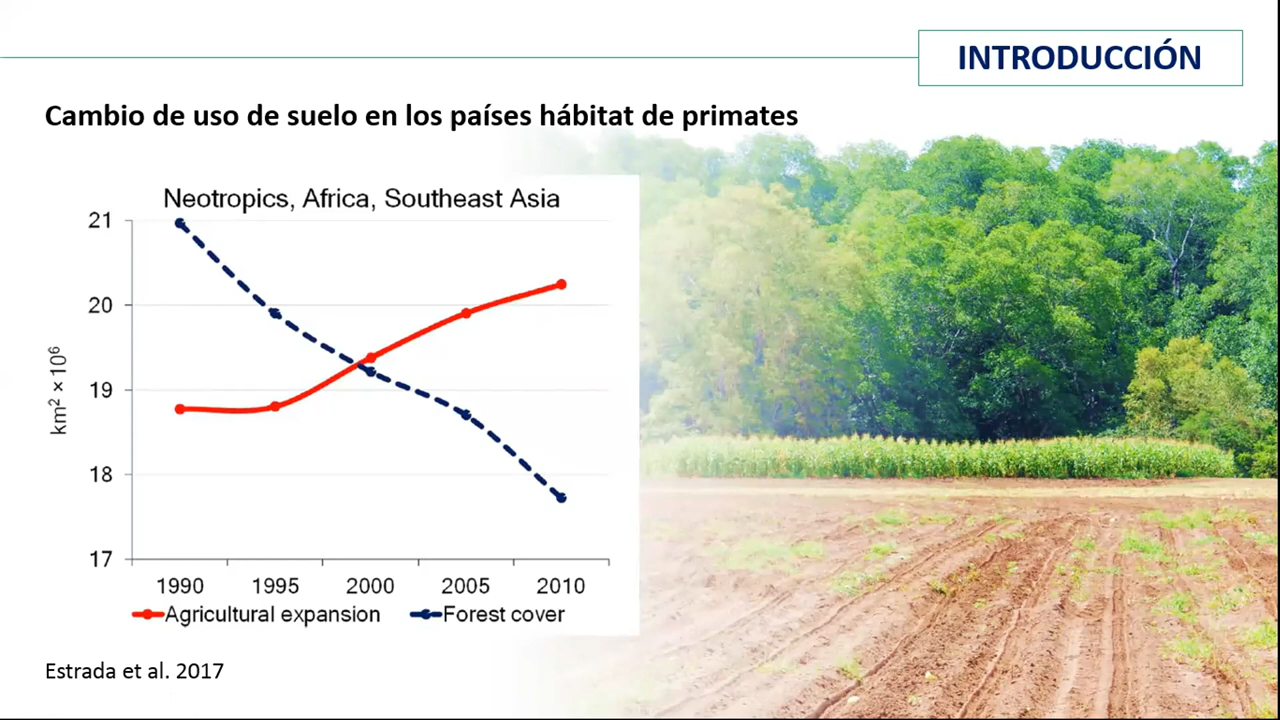 INTRODUCCIÓN
Cambio de uso de suelo en los países hábitat de primates
Neotropics, Africa, Southeast Asia
21
20
19
18
17
km² × 10⁶
1990 1995 2000 2005 2010
Agricultural expansion Forest cover
Estrada et al. 2017